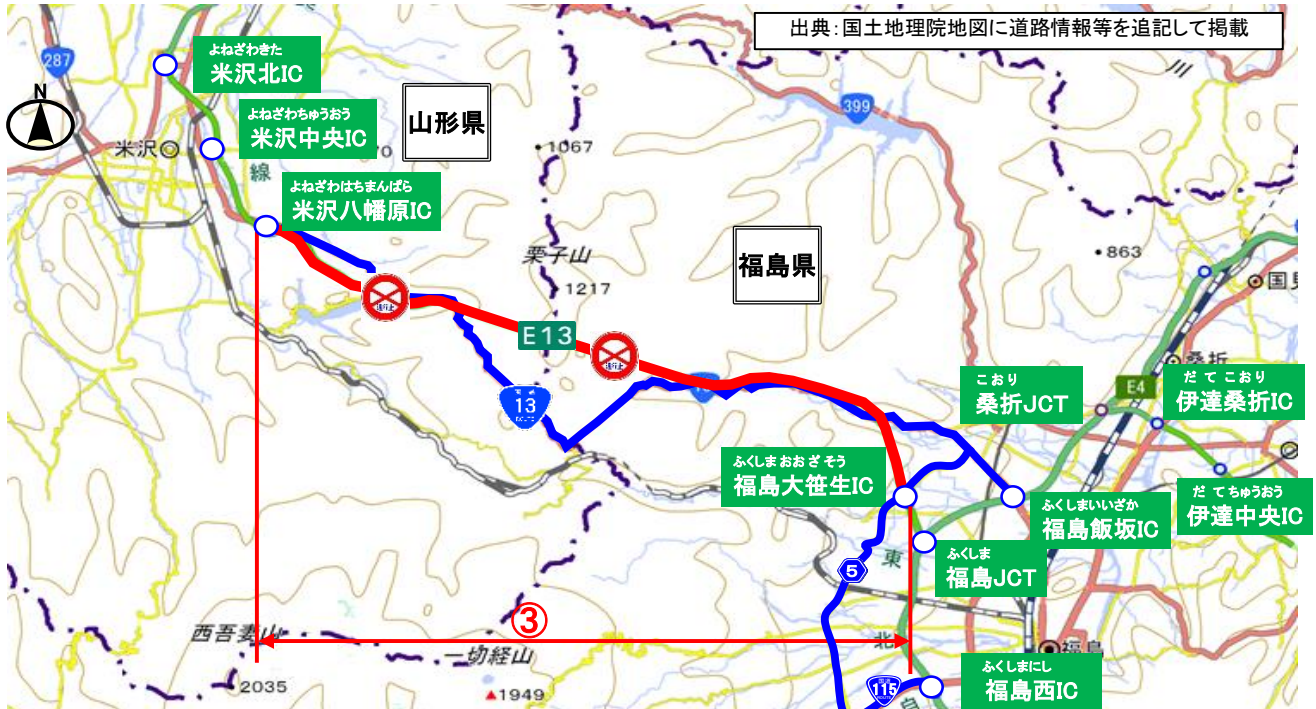 出典：国土地理院地図に道路情報等を追記して掲載
287
よねざわきた
米沢北IC
N
よねざわちゅうおう
米沢中央IC
山形県
399
川
米沢
線
1067
よねざわはちまんぱら
米沢八幡原IC
栗子山
1217
福島県
863
国見
通行止
E13
通行止
13
桑折
E4
こおり
桑折JCT
だてこおり
伊達桑折IC
ふくしまおおざそう
福島大笹生IC
ふくしまいいざか
福島飯坂IC
だてちゅうおう
伊達中央IC
ふくしま
福島JCT
東
5
③
西吾妻山
一切経山
北
福島
2035
1949
115
自
ふくしまにし
福島西IC